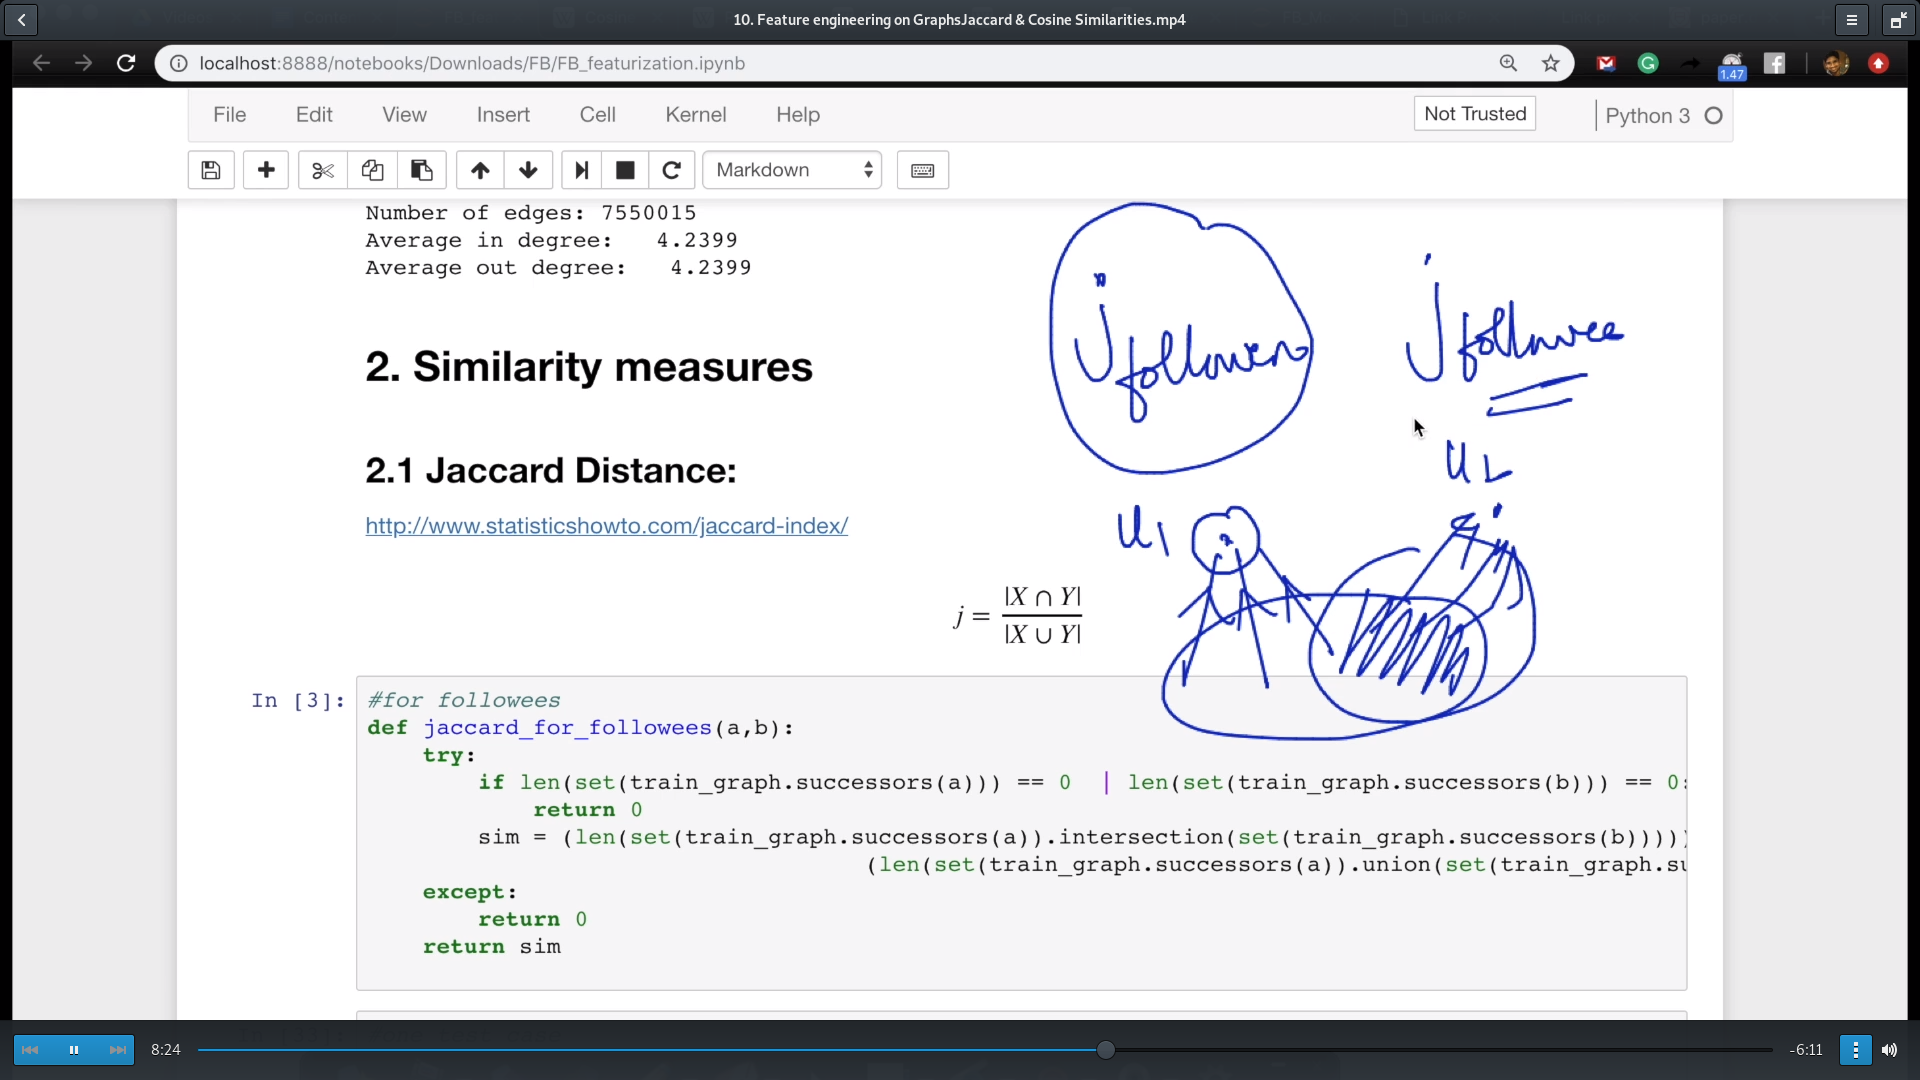 10. Feature engineering on GraphsJaccard & Cosine Similarities.mp4
localhost:8888/notebooks/Downloads/FB/FB_featurization.ipynb
1.47
File Edit View Insert Cell Kernel Help Not Trusted Python 3
Markdown
Number of edges: 7550015
Average in degree: 4.2399
Average out degree: 4.2399
j followers
j followee
2. Similarity measures
2.1 Jaccard Distance:
U2
http://www.statisticshowto.com/jaccard-index/
U1
j = |X ∩ Y|
|X ∪ Y|
In [3]: #for followees
def jaccard_for_followees(a,b):
try:
if len(set(train_graph.successors(a))) == 0 | len(set(train_graph.successors(b))) == 0:
return 0
sim = (len(set(train_graph.successors(a)).intersection(set(train_graph.successors(b)))))
(len(set(train_graph.successors(a)).union(set(train_graph.su
except:
return 0
return sim
8:24 -6:11